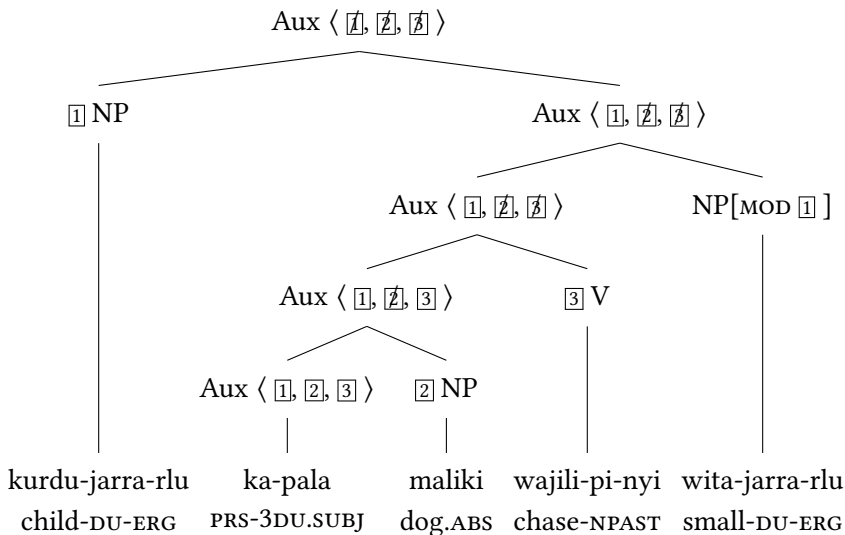 Aux ⟨ 1̸, 2̸, 3̸ ⟩
1 NP Aux ⟨ 1, 2̸, 3̸ ⟩
Aux ⟨ 1, 2̸, 3̸ ⟩ NP[MOD 1 ]
Aux ⟨ 1, 2̸, 3 ⟩ 3 V
Aux ⟨ 1, 2, 3 ⟩ 2 NP
kurdu-jarra-rlu ka-pala maliki wajili-pi-nyi wita-jarra-rlu
child-DU-ERG PRS-3DU.SUBJ dog.ABS chase-NPAST small-DU-ERG